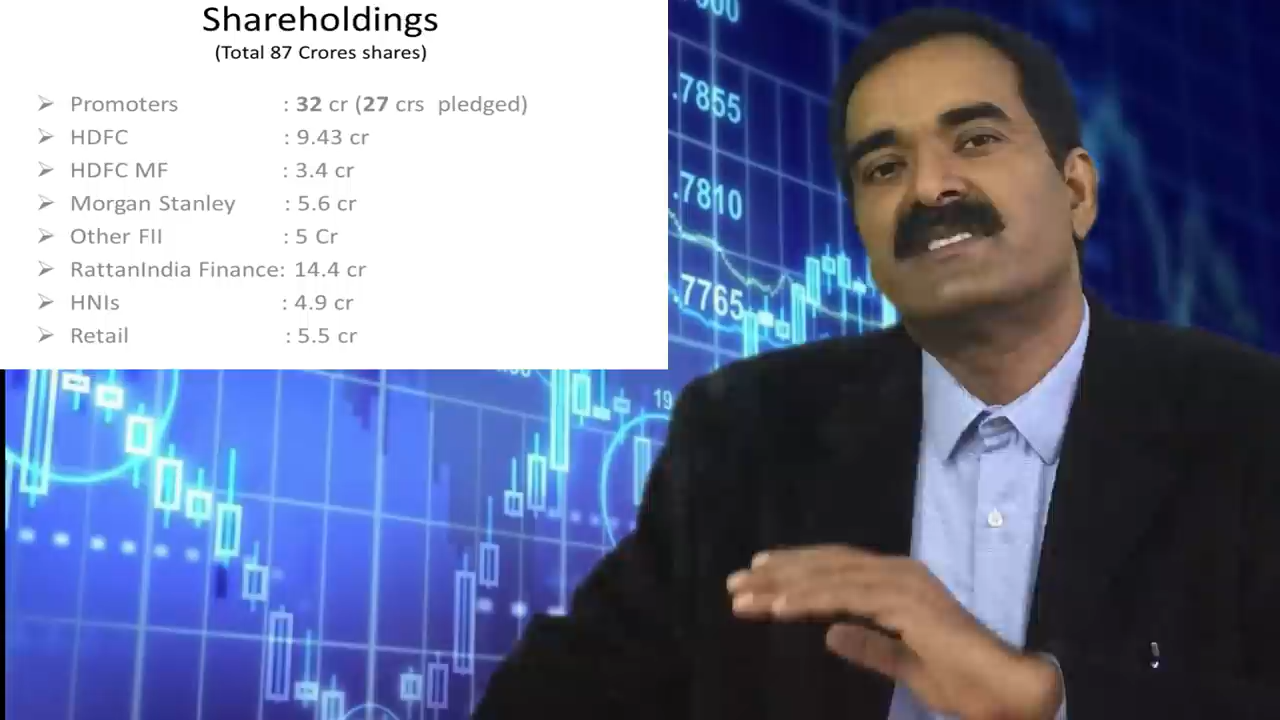 Shareholdings
(Total 87 Crores shares)
➢ Promoters : 32 cr (27 crs pledged)
➢ HDFC : 9.43 cr
➢ HDFC MF : 3.4 cr
➢ Morgan Stanley : 5.6 cr
➢ Other FII : 5 Cr
➢ RattanIndia Finance: 14.4 cr
➢ HNIs : 4.9 cr
➢ Retail : 5.5 cr
.7855
.7810
.7765